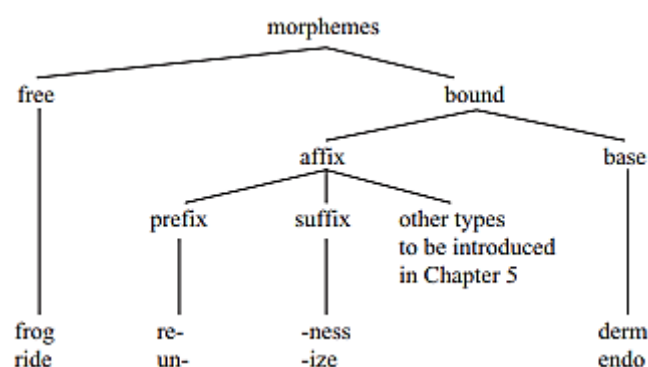 morphemes
free bound
affix base
prefix suffix other types
to be introduced
in Chapter 5
frog re- -ness derm
ride un- -ize endo